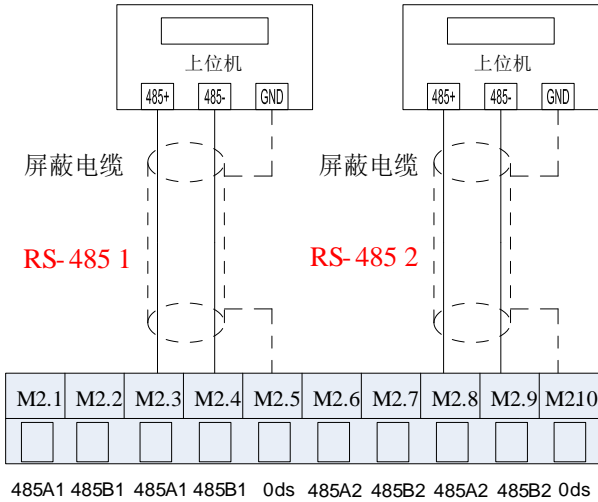 上位机 上位机
485+ 485- GND 485+ 485- GND
屏蔽电缆 屏蔽电缆
RS-485 1 RS-485 2
M2.1 M2.2 M2.3 M2.4 M2.5 M2.6 M2.7 M2.8 M2.9 M2.10
485A1 485B1 485A1 485B1 0ds 485A2 485B2 485A2 485B2 0ds